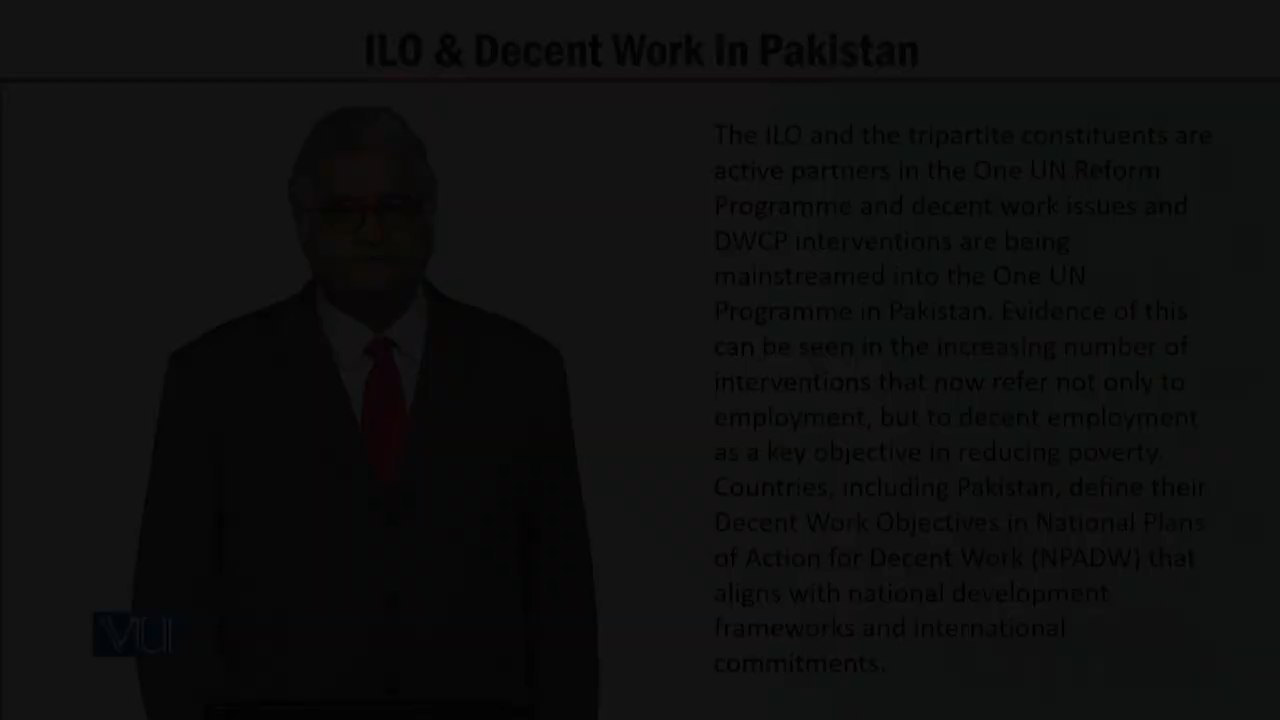 ILO & Decent Work In Pakistan
The ILO and the tripartite constituents are
active partners in the One UN Reform
Programme and decent work issues and
DWCP interventions are being
mainstreamed into the One UN
Programme in Pakistan. Evidence of this
can be seen in the increasing number of
interventions that now refer not only to
employment, but to decent employment
as a key objective in reducing poverty.
Countries, including Pakistan, define their
Decent Work Objectives in National Plans
of Action for Decent Work (NPADW) that
aligns with national development
frameworks and international
commitments.
VU